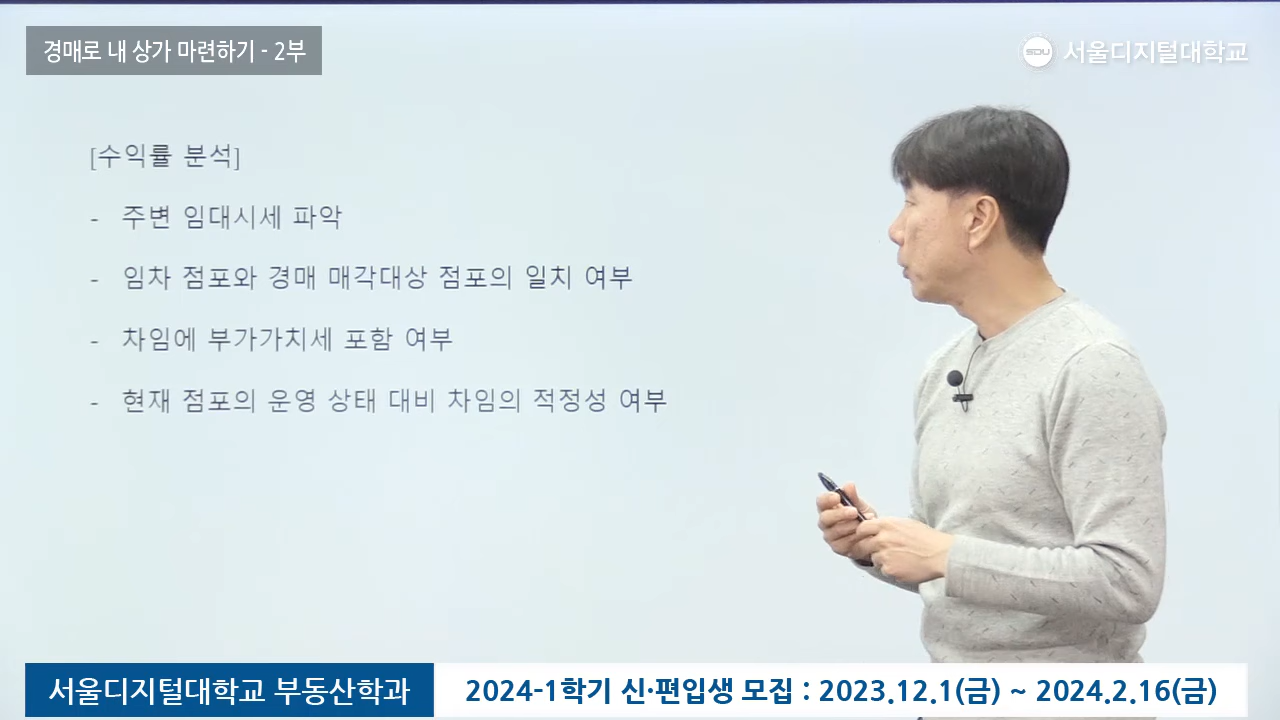 경매로 내 상가 마련하기 - 2부
SDU 서울디지털대학교
[수익률 분석]
- 주변 임대시세 파악
- 임차 점포와 경매 매각대상 점포의 일치 여부
- 차임에 부가가치세 포함 여부
- 현재 점포의 운영 상태 대비 차임의 적정성 여부
서울디지털대학교 부동산학과
2024-1학기 신·편입생 모집 : 2023.12.1(금) ~ 2024.2.16(금)